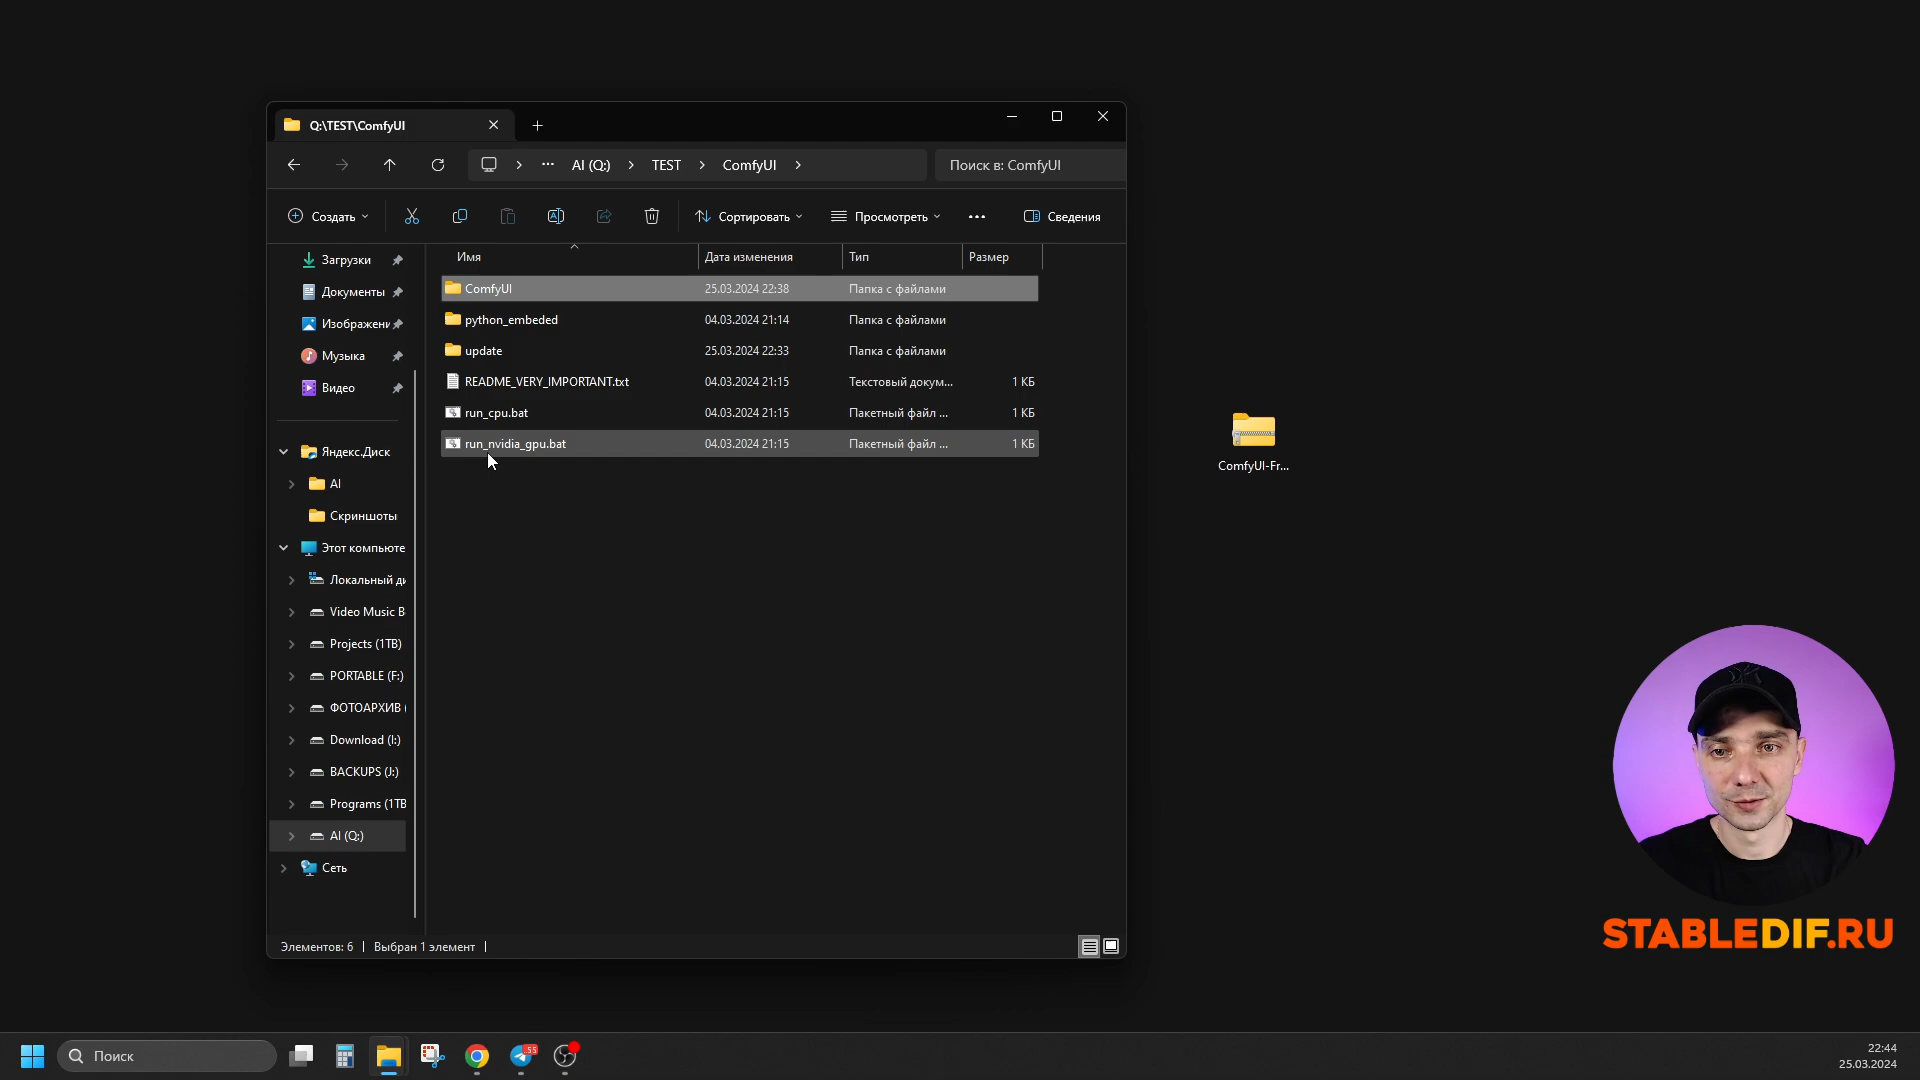 Q:\TEST\ComfyUI
AI (Q:) TEST ComfyUI
Поиск в: ComfyUI
Создать
Сортировать
Просмотреть
Сведения
Загрузки
Документы
Изображени
Музыка
Видео
Яндекс.Диск
AI
Скриншоты
Этот компьюте
Локальный ди
Video Music B
Projects (1TB)
PORTABLE (F:)
ФОТОАРХИВ (
Download (I:)
BACKUPS (J:)
Programs (1TB
AI (Q:)
Сеть
Имя Дата изменения Тип Размер
ComfyUI 25.03.2024 22:38 Папка с файлами
python_embeded 04.03.2024 21:14 Папка с файлами
update 25.03.2024 22:33 Папка с файлами
README_VERY_IMPORTANT.txt 04.03.2024 21:15 Текстовый докум... 1 КБ
run_cpu.bat 04.03.2024 21:15 Пакетный файл ... 1 КБ
run_nvidia_gpu.bat 04.03.2024 21:15 Пакетный файл ... 1 КБ
Элементов: 6 Выбран 1 элемент
ComfyUI-Fr...
STABLEDIF.RU
Поиск
55
22:44
25.03.2024